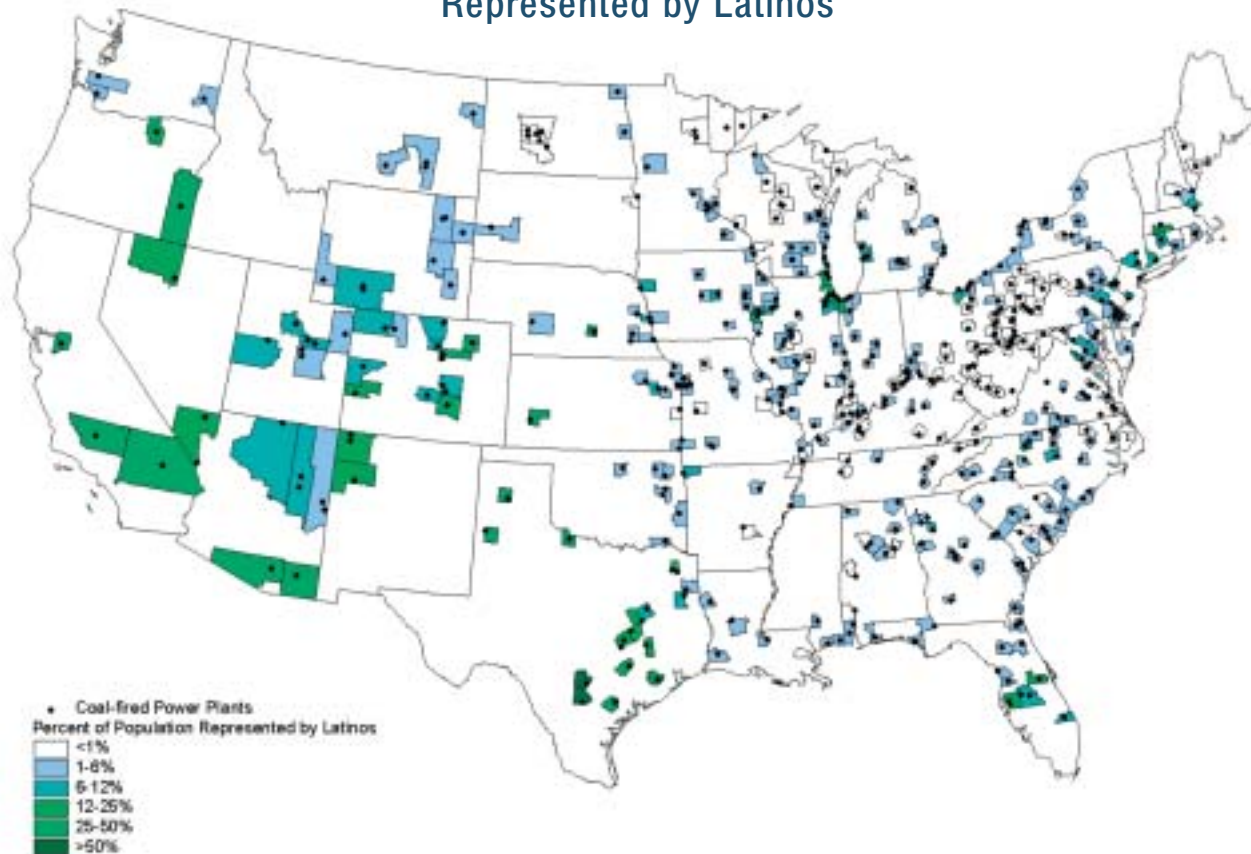 Represented by Latinos
Coal-fired Power Plants
Percent of Population Represented by Latinos
<1%
1-6%
6-12%
12-25%
25-50%
>50%